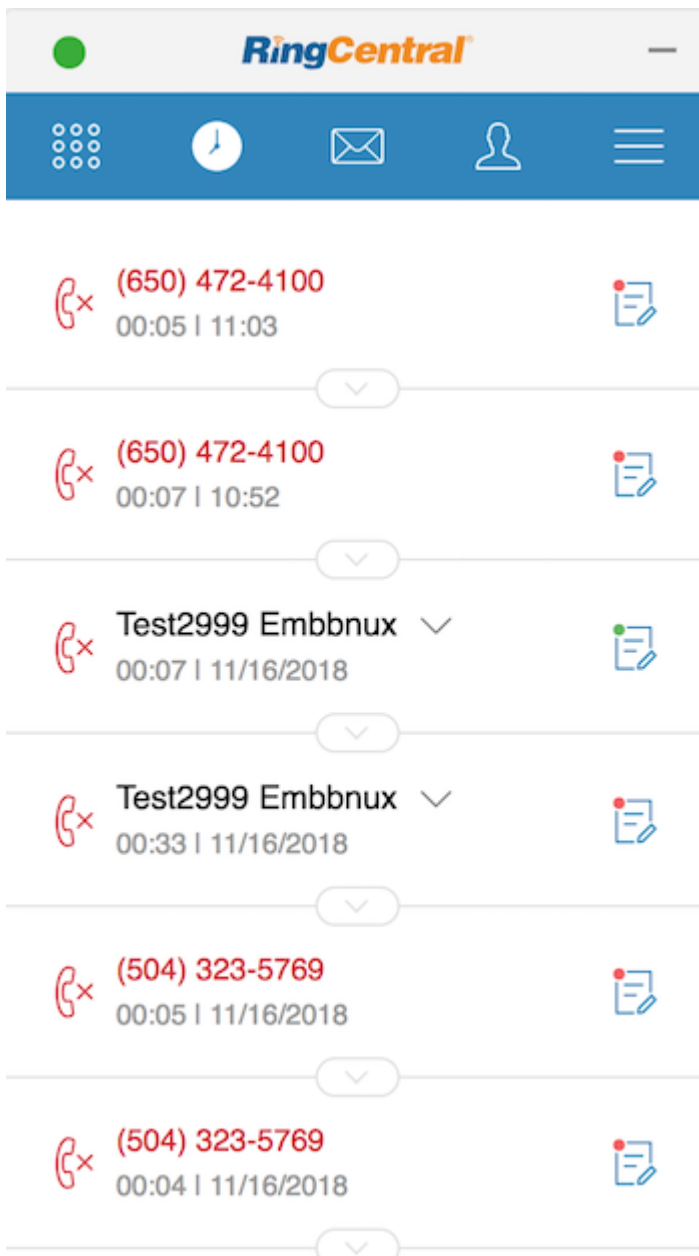 RingCentral®
(650) 472-4100
00:05 | 11:03
(650) 472-4100
00:07 | 10:52
Test2999 Embbnux
00:07 | 11/16/2018
Test2999 Embbnux
00:33 | 11/16/2018
(504) 323-5769
00:05 | 11/16/2018
(504) 323-5769
00:04 | 11/16/2018